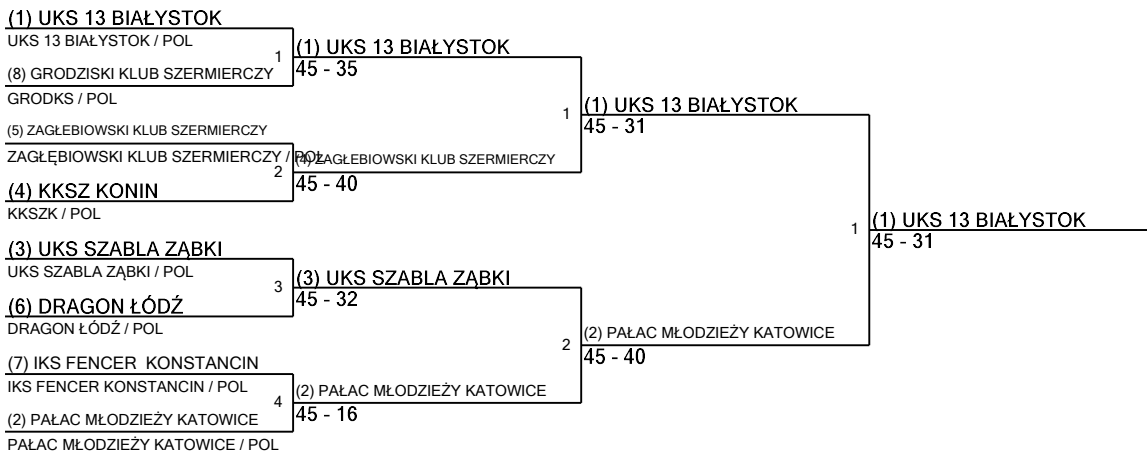 (1) UKS 13 BIAŁYSTOK
UKS 13 BIAŁYSTOK / POL
1
(1) UKS 13 BIAŁYSTOK
45 - 35
(8) GRODZISKI KLUB SZERMIERCZY
GRODKS / POL
1
(1) UKS 13 BIAŁYSTOK
45 - 31
(5) ZAGŁEBIOWSKI KLUB SZERMIERCZY
ZAGŁĘBIOWSKI KLUB SZERMIERCZY / POL
2
(4) ZAGŁEBIOWSKI KLUB SZERMIERCZY
45 - 40
(4) KKSZ KONIN
KKSZK / POL
1
(1) UKS 13 BIAŁYSTOK
45 - 31
(3) UKS SZABLA ZĄBKI
UKS SZABLA ZĄBKI / POL
3
(3) UKS SZABLA ZĄBKI
45 - 32
(6) DRAGON ŁÓDŹ
DRAGON ŁÓDŹ / POL
2
(2) PAŁAC MŁODZIEŻY KATOWICE
45 - 40
(7) IKS FENCER KONSTANCIN
IKS FENCER KONSTANCIN / POL
4
(2) PAŁAC MŁODZIEŻY KATOWICE
45 - 16
(2) PAŁAC MŁODZIEŻY KATOWICE
PAŁAC MŁODZIEŻY KATOWICE / POL